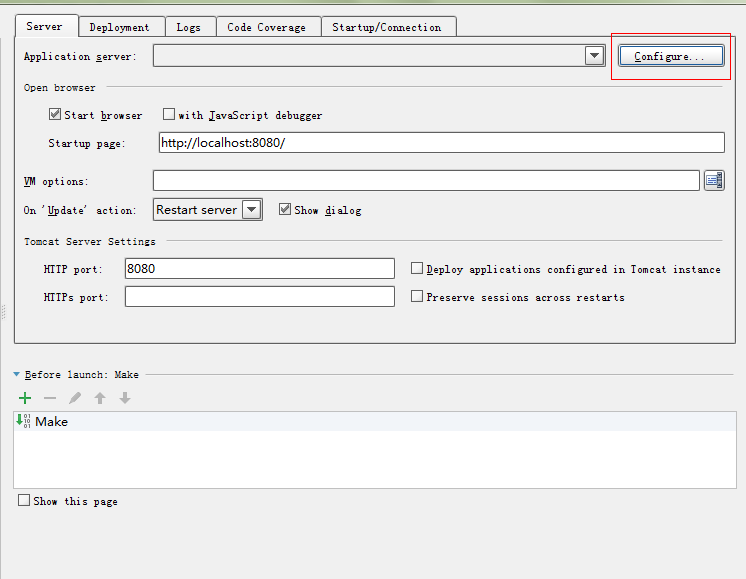 Server Deployment Logs Code Coverage Startup/Connection
Application server: Configure...
Open browser
Start browser with JavaScript debugger
Startup page: http://localhost:8080/
VM options:
On 'Update' action: Restart server Show dialog
Tomcat Server Settings
HTTP port: 8080 Deploy applications configured in Tomcat instance
HTTPs port: Preserve sessions across restarts
Before launch: Make
Make
Show this page